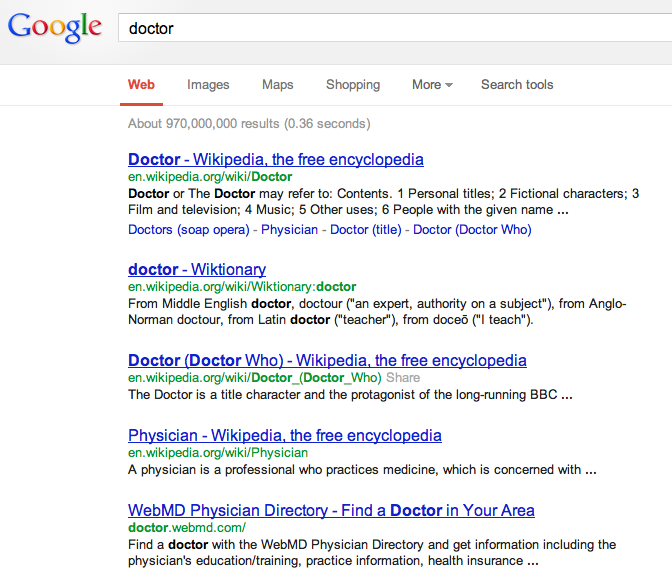 Google
doctor
Web Images Maps Shopping More Search tools
About 970,000,000 results (0.36 seconds)
Doctor - Wikipedia, the free encyclopedia
en.wikipedia.org/wiki/Doctor
Doctor or The Doctor may refer to: Contents. 1 Personal titles; 2 Fictional characters; 3
Film and television; 4 Music; 5 Other uses; 6 People with the given name ...
Doctors (soap opera) - Physician - Doctor (title) - Doctor (Doctor Who)
doctor - Wiktionary
en.wikipedia.org/wiki/Wiktionary:doctor
From Middle English doctor, doctour ("an expert, authority on a subject"), from Anglo-
Norman doctour, from Latin doctor ("teacher"), from doceō ("I teach").
Doctor (Doctor Who) - Wikipedia, the free encyclopedia
en.wikipedia.org/wiki/Doctor_(Doctor_Who) Share
The Doctor is a title character and the protagonist of the long-running BBC ...
Physician - Wikipedia, the free encyclopedia
en.wikipedia.org/wiki/Physician
A physician is a professional who practices medicine, which is concerned with ...
WebMD Physician Directory - Find a Doctor in Your Area
doctor.webmd.com/
Find a doctor with the WebMD Physician Directory and get information including the
physician's education/training, practice information, health insurance ...